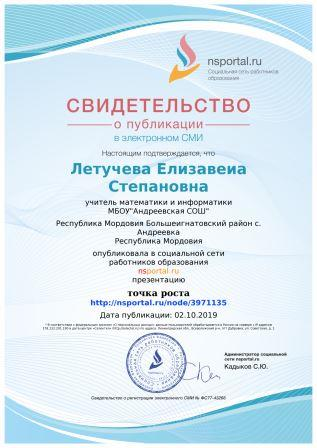 nsportal.ru
Социальная сеть работников
образования
СВИДЕТЕЛЬСТВО
о публикации
в электронном СМИ
Настоящим подтверждается, что
Летучева Елизавеиа
Степановна
учитель математики и информатики
МБОУ"Андреевская СОШ"
Республика Мордовия Большеигнатовский район с.
Андреевка
Республика Мордовия
опубликовала в социальной сети
работников образования
nsportal.ru
презентацию
точка роста
http://nsportal.ru/node/3971135
Дата публикации: 02.10.2019
Администратор социальной
сети nsportal.ru
Кадыков С.Ю.
Свидетельство о регистрации электронного СМИ № ФС77-43268